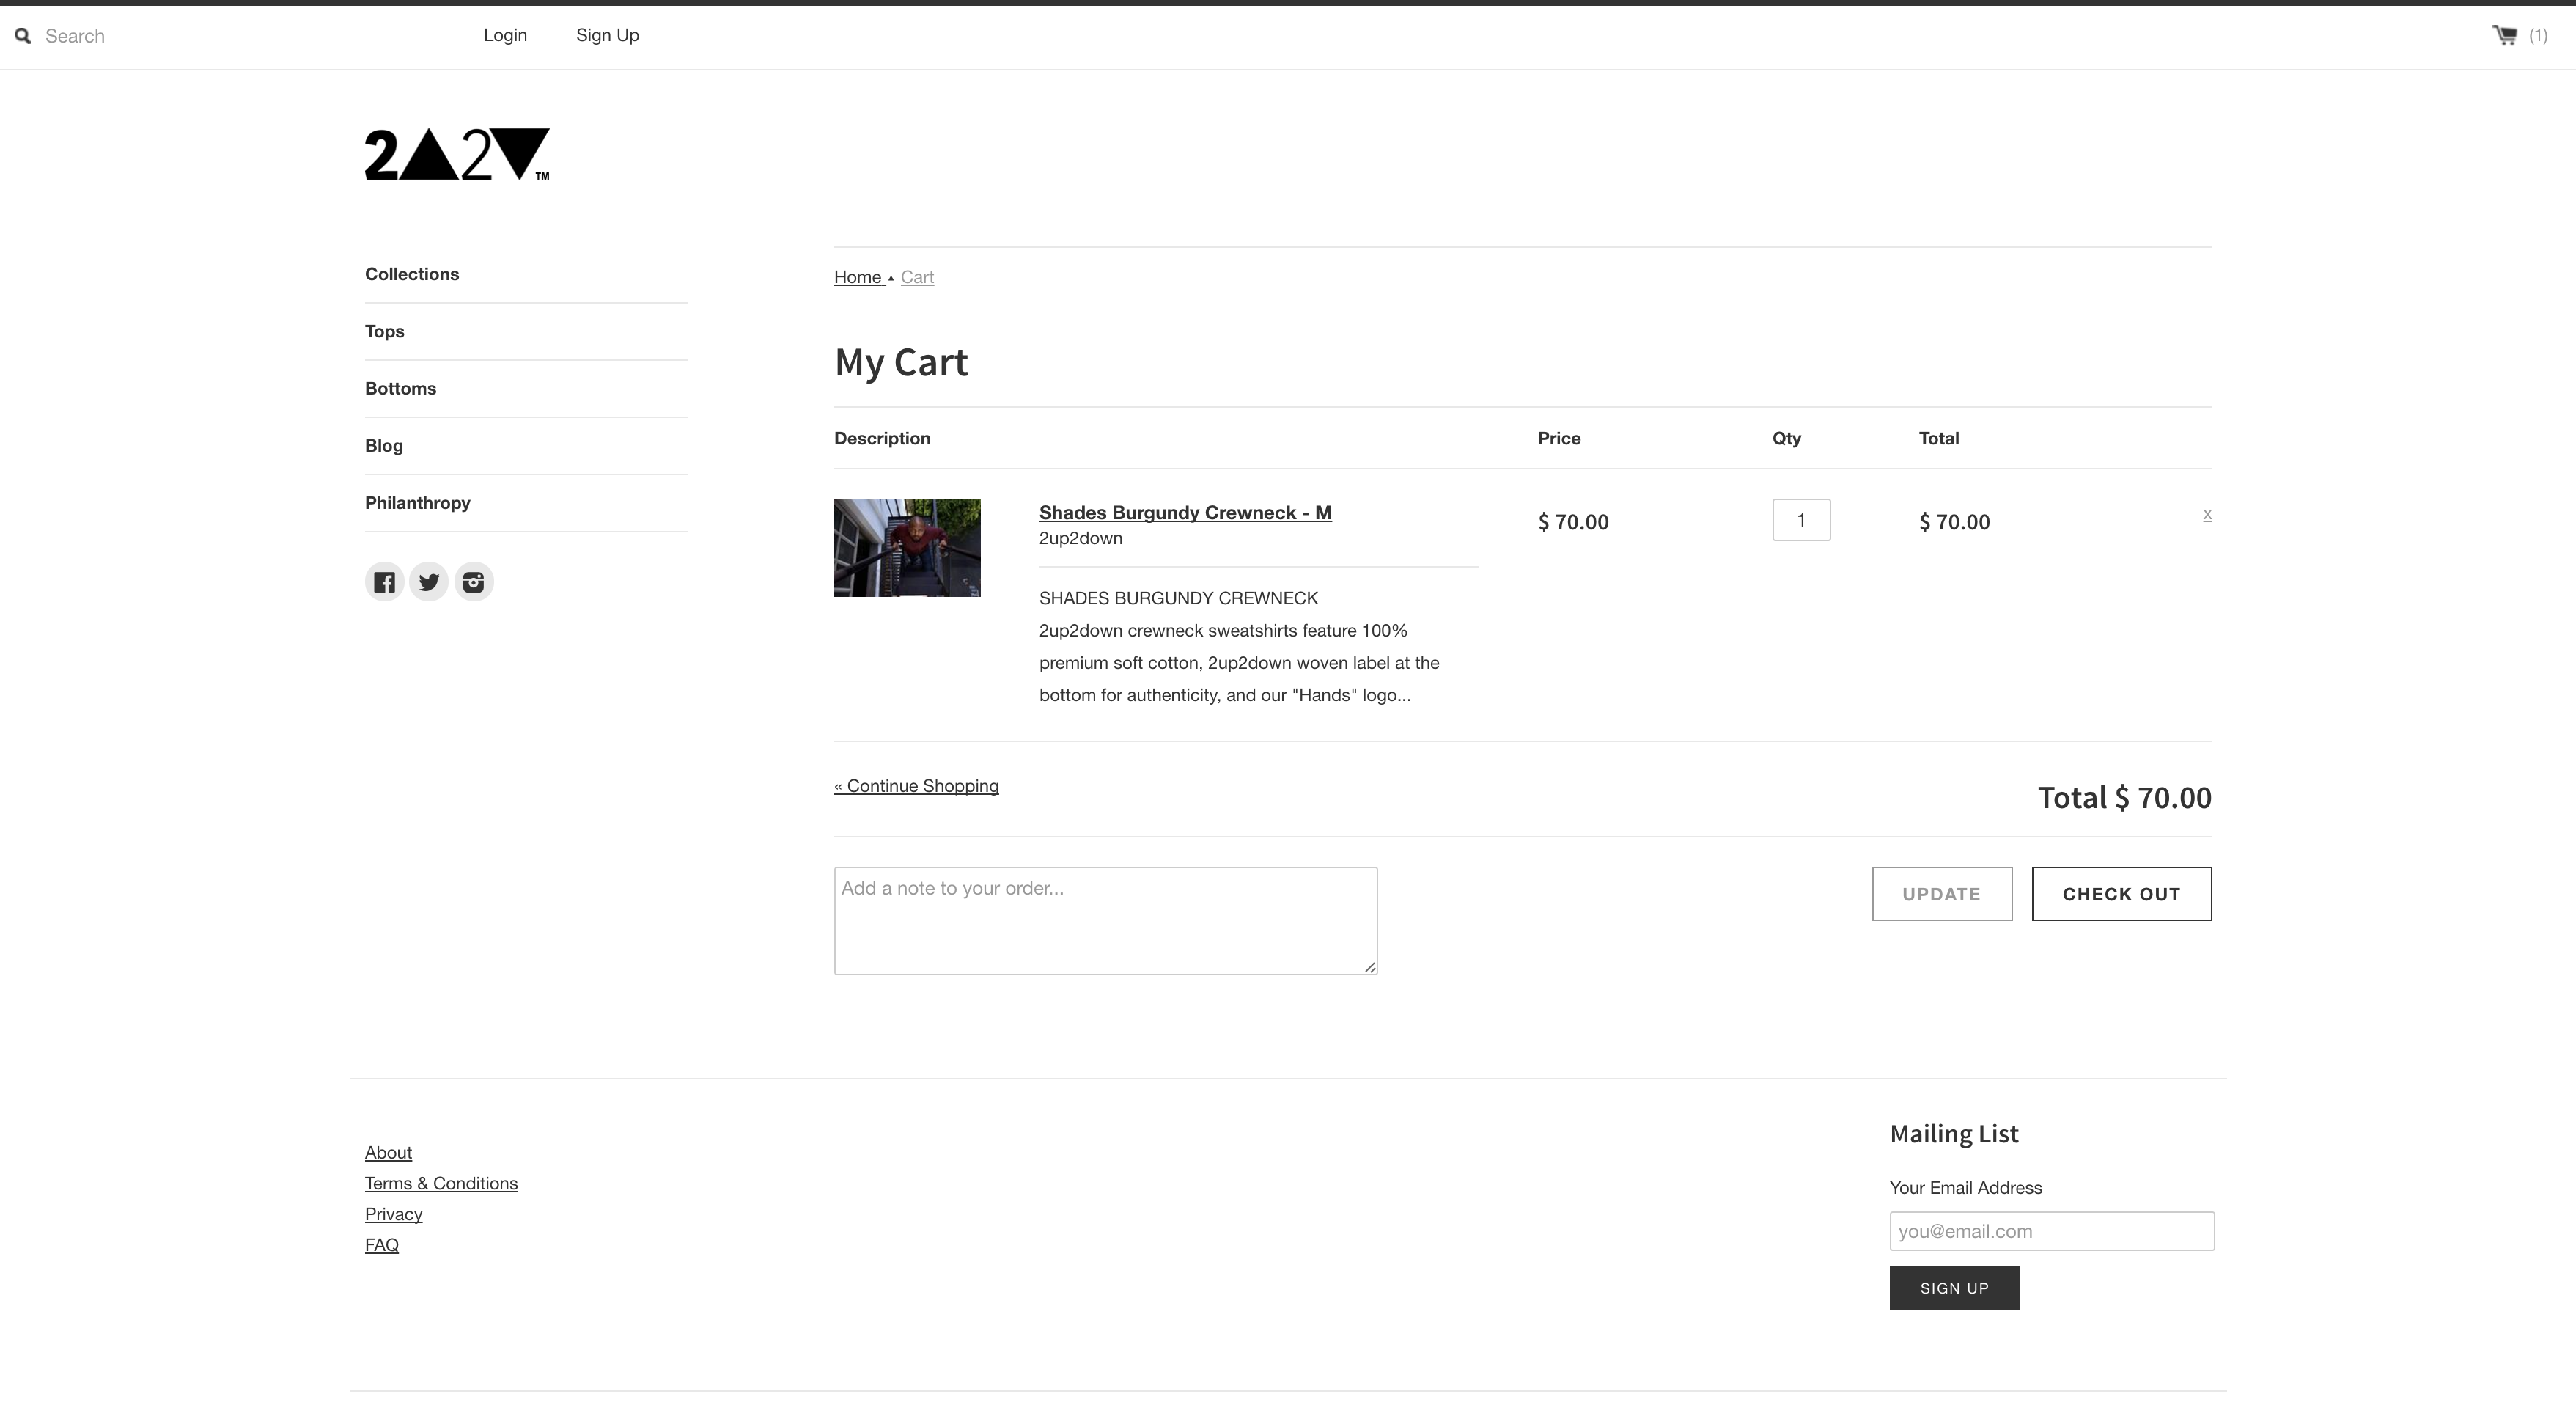 Search
Login
Sign Up
(1)
2▲2▼™
Collections
Tops
Bottoms
Blog
Philanthropy
Home ▴ Cart
My Cart
Description Price Qty Total
Shades Burgundy Crewneck - M
2up2down
$ 70.00
1
$ 70.00
x
SHADES BURGUNDY CREWNECK
2up2down crewneck sweatshirts feature 100%
premium soft cotton, 2up2down woven label at the
bottom for authenticity, and our "Hands" logo...
« Continue Shopping
Total $ 70.00
Add a note to your order...
UPDATE
CHECK OUT
About
Terms & Conditions
Privacy
FAQ
Mailing List
Your Email Address
you@email.com
SIGN UP